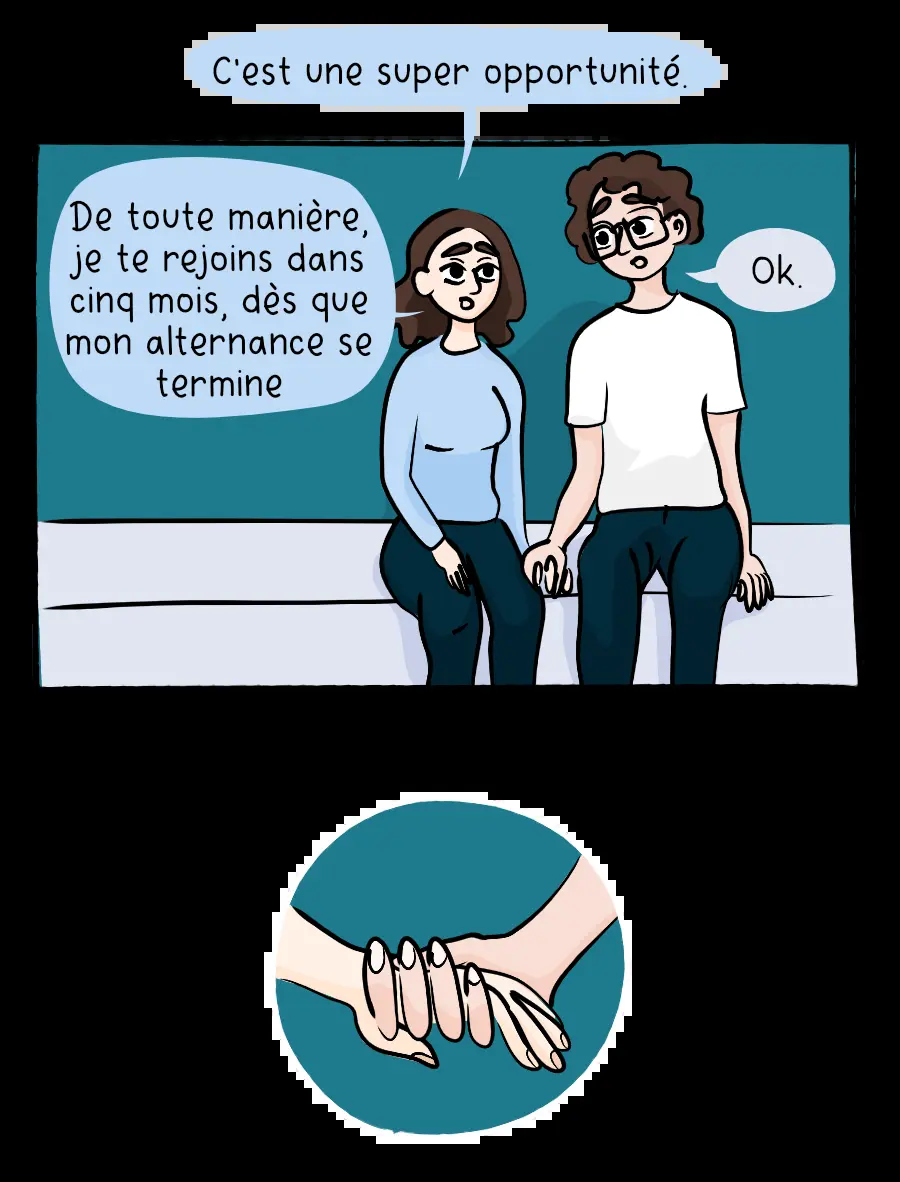 C'est une super opportunité.
De toute manière,
je te rejoins dans
cinq mois, dès que
mon alternance se
termine
Ok.